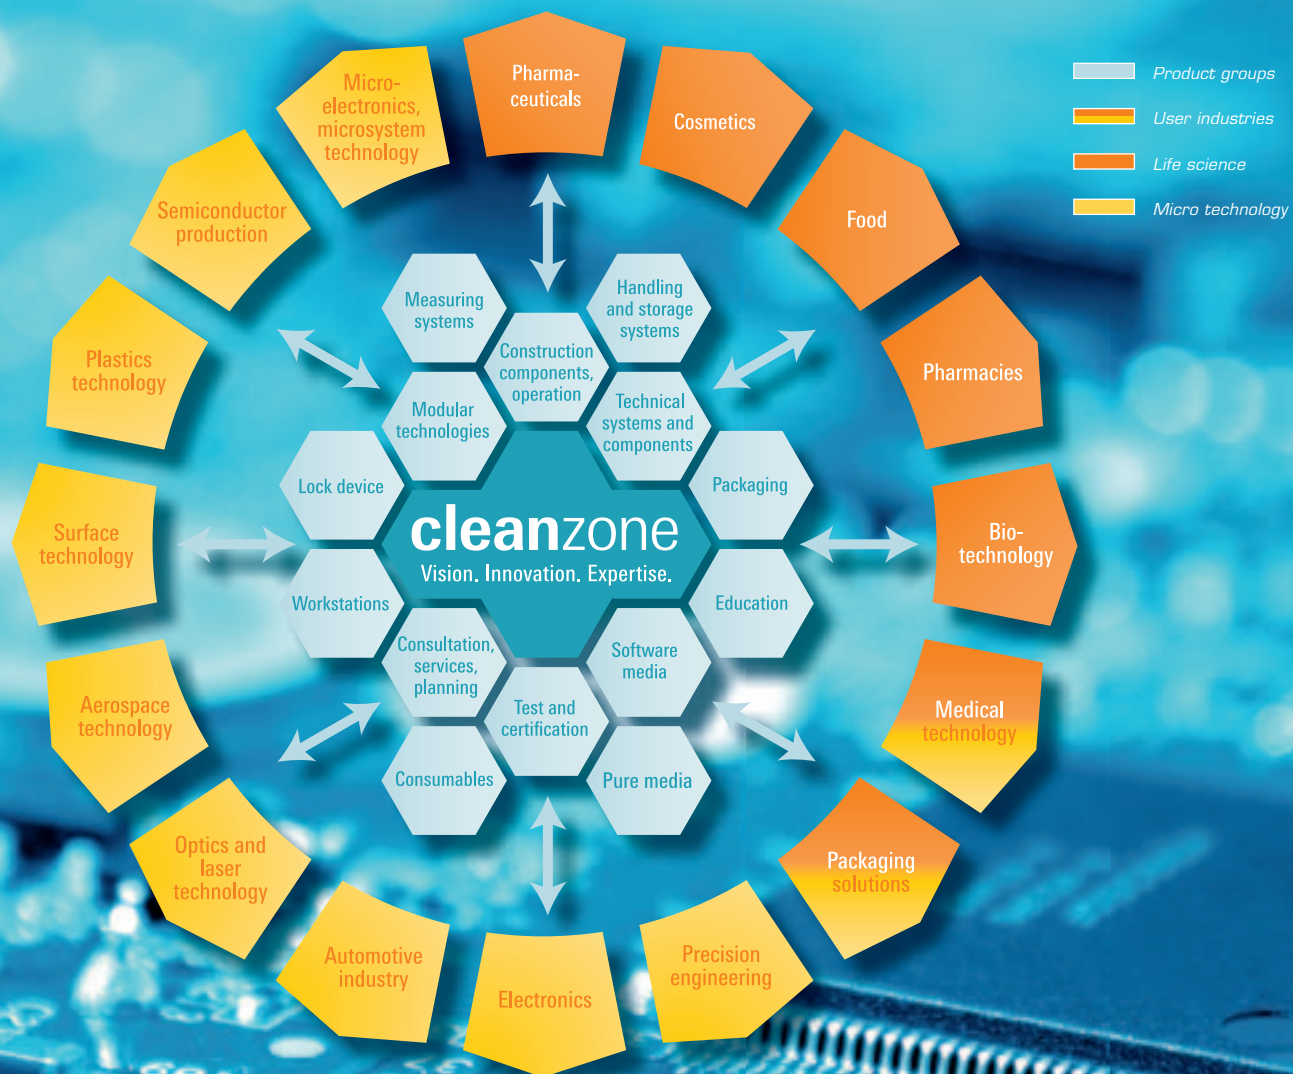 Pharma-
ceuticals
Cosmetics
Food
Pharmacies
Bio-
technology
Medical
technology
Packaging
solutions
Precision
engineering
Electronics
Automotive
industry
Optics and
laser
technology
Aerospace
technology
Surface
technology
Plastics
technology
Semiconductor
production
Micro-
electronics,
microsystem
technology
Product groups
User industries
Life science
Micro technology
Measuring
systems
Handling
and storage
systems
Construction
components,
operation
Modular
technologies
Technical
systems and
components
Lock device
Packaging
cleanzone
Vision. Innovation. Expertise.
Workstations
Education
Consultation,
services,
planning
Software
media
Test and
certification
Consumables
Pure media